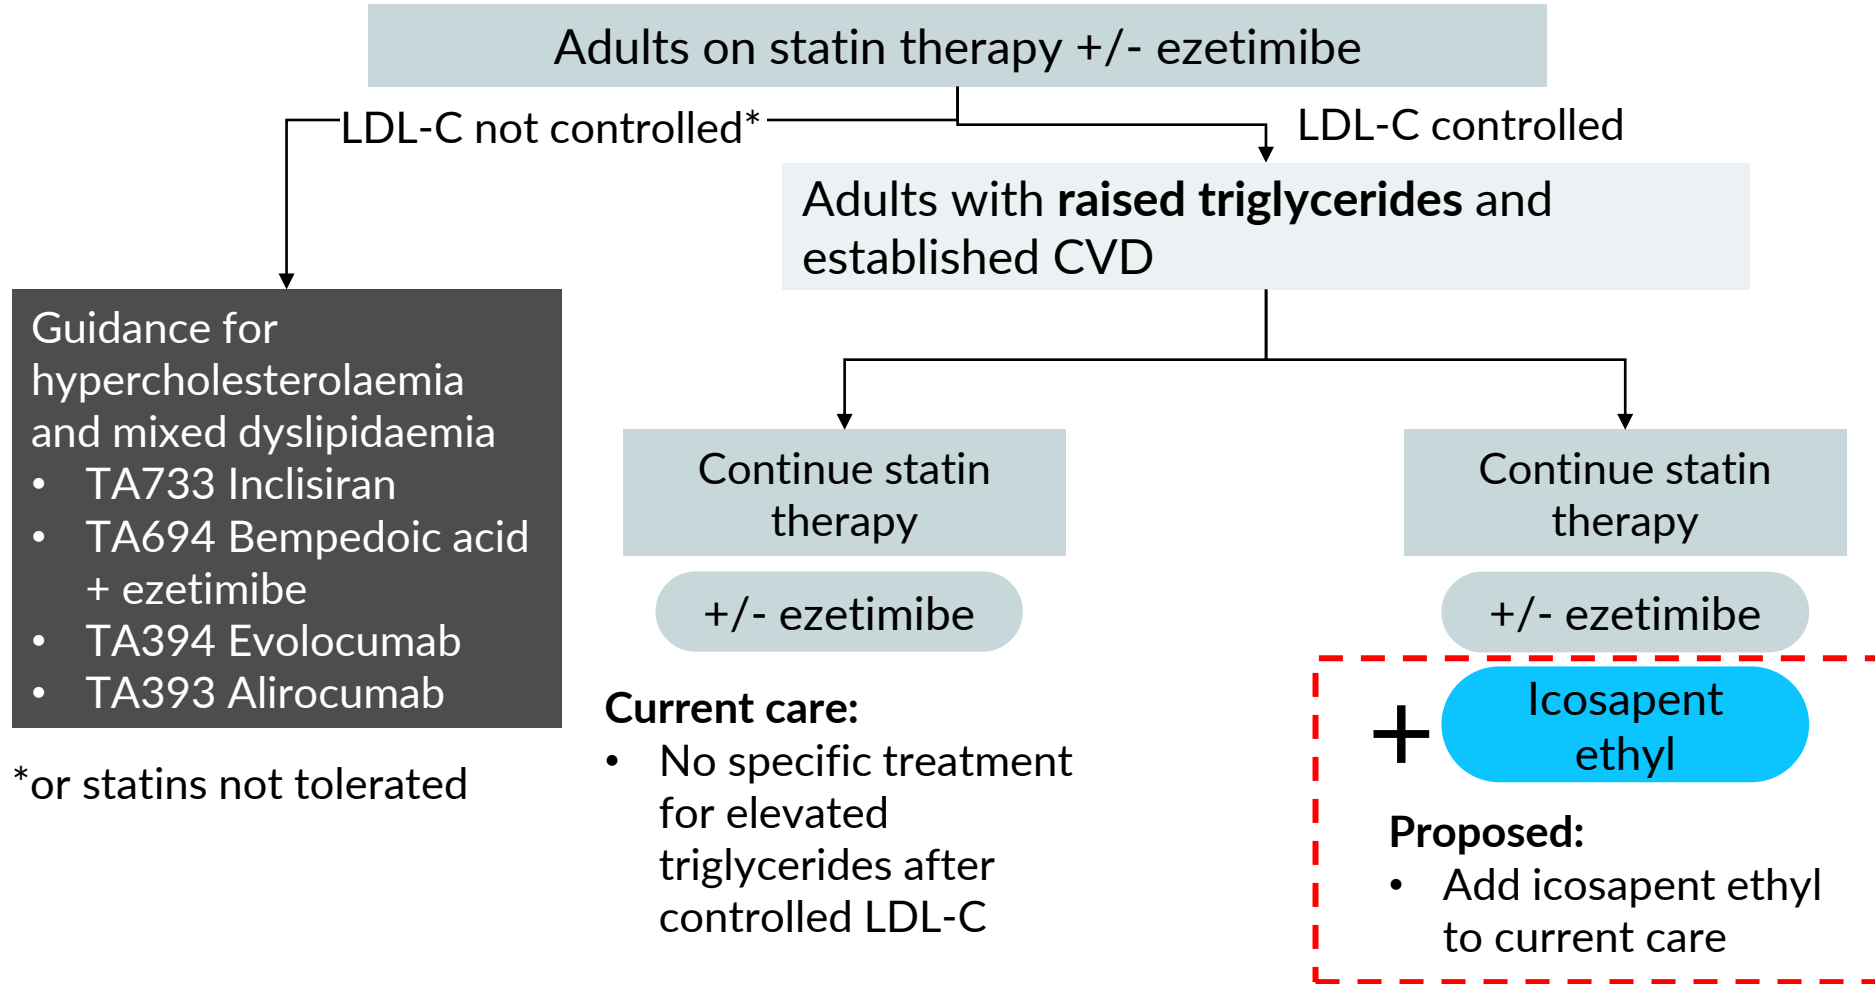 Adults on statin therapy +/- ezetimibe
LDL-C not controlled*
LDL-C controlled
Adults with raised triglycerides and
established CVD
Guidance for
hypercholesterolaemia
and mixed dyslipidaemia
• TA733 Inclisiran
• TA694 Bempedoic acid
+ ezetimibe
• TA394 Evolocumab
• TA393 Alirocumab
*or statins not tolerated
Continue statin
therapy
+/- ezetimibe
Current care:
• No specific treatment
for elevated
triglycerides after
controlled LDL-C
Continue statin
therapy
+/- ezetimibe
+
Icosapent
ethyl
Proposed:
• Add icosapent ethyl
to current care